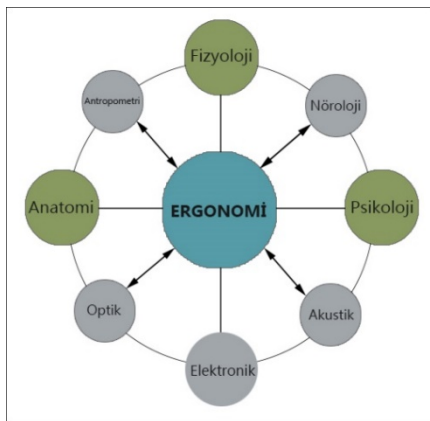 Fizyoloji
Antropometri
Nöroloji
Anatomi
ERGONOMİ
Psikoloji
Optik
Akustik
Elektronik